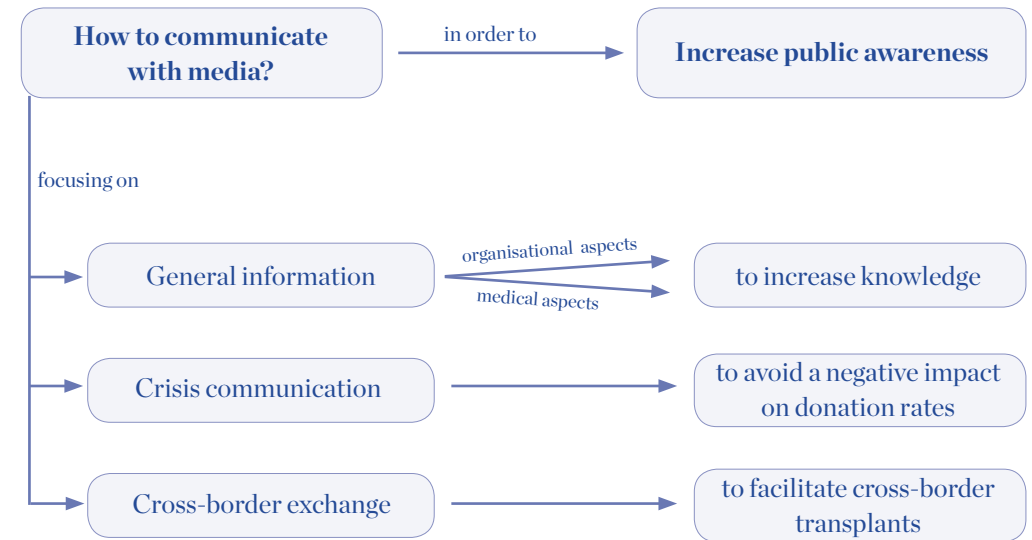 How to communicate
with media?
in order to
Increase public awareness
focusing on
General information
organisational aspects
medical aspects
to increase knowledge
Crisis communication
to avoid a negative impact
on donation rates
Cross-border exchange
to facilitate cross-border
transplants